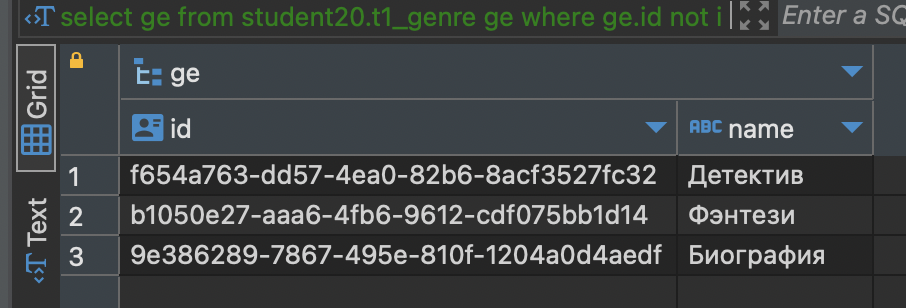 select ge from student20.t1_genre ge where ge.id not i
Enter a SQ
Grid
Text
ge
id
ABC name
1 f654a763-dd57-4ea0-82b6-8acf3527fc32 Детектив
2 b1050e27-aaa6-4fb6-9612-cdf075bb1d14 Фэнтези
3 9e386289-7867-495e-810f-1204a0d4aedf Биография